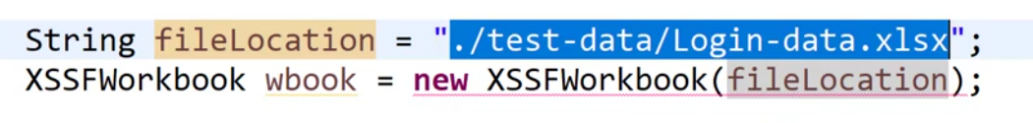 String fileLocation = "./test-data/Login-data.xlsx";
XSSFWorkbook wbook = new XSSFWorkbook(fileLocation);